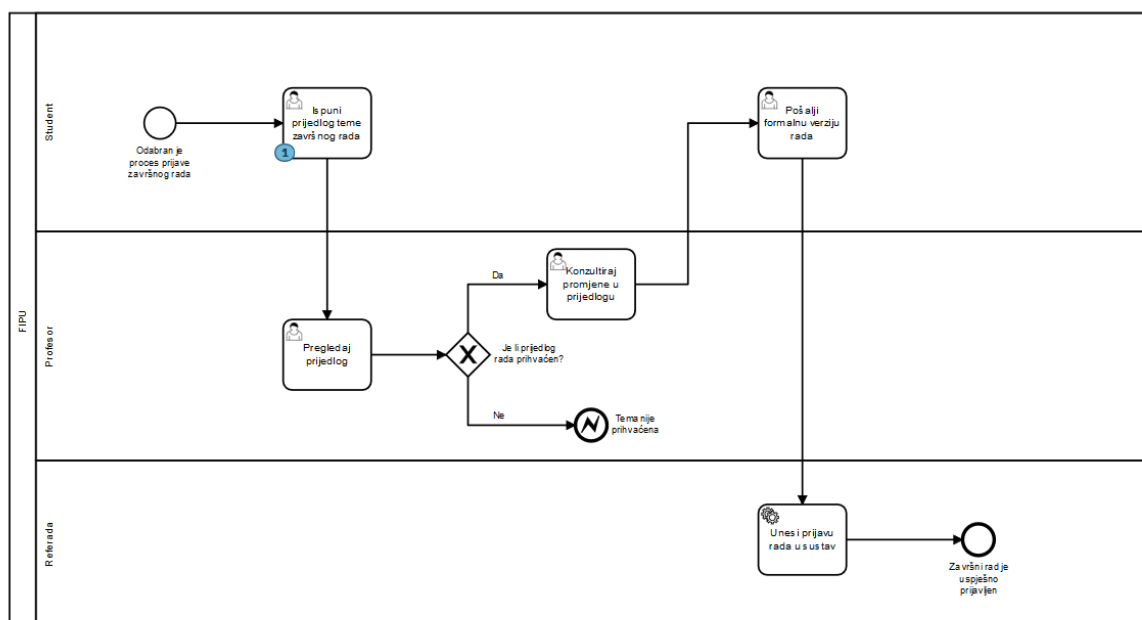 FIPU
Student
Odabran je
proces prijave
završnog rada
Ispuni
prijedlog teme
završnog rada
1
Pošalji
formalnu verziju
rada
Profesor
Pregledaj
prijedlog
Je li prijedlog
rada prihvaćen?
Da
Konzultiraj
promjene u
prijedlogu
Ne
Tema nije
prihvaćena
Referada
Unesi prijavu
rada u sustav
Završni rad je
uspješno
prijavljen